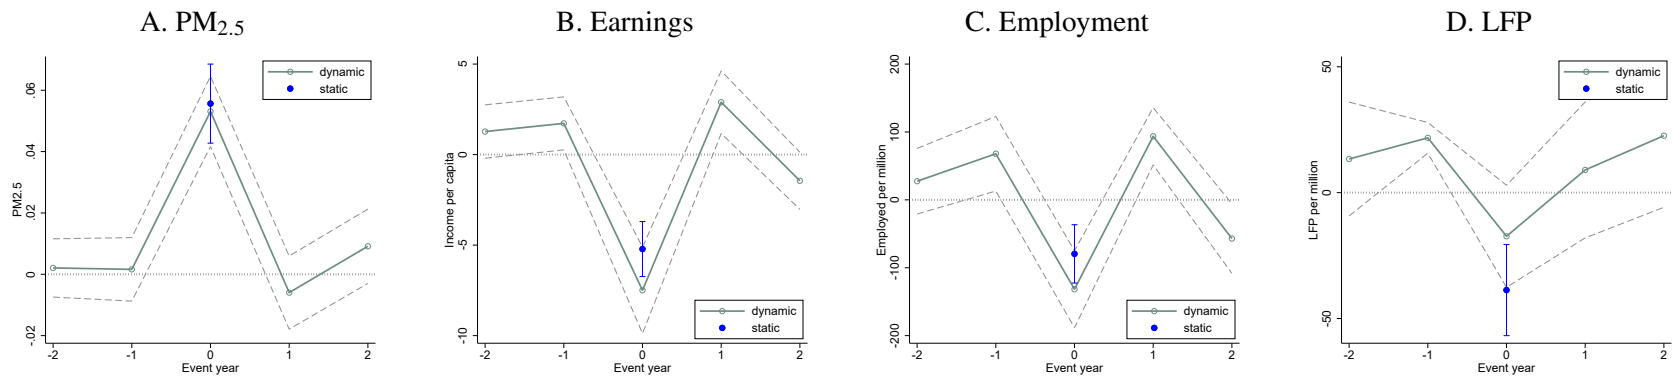 A. PM2.5
PM2.5
.06
.04
.02
0
-.02
-2
-1
0
1
2
Event year
dynamic
static
B. Earnings
Income per capita
5
0
-5
-10
-2
-1
0
1
2
Event year
dynamic
static
C. Employment
Employed per million
200
100
0
-100
-200
-2
-1
0
1
2
Event year
dynamic
static
D. LFP
LFP per million
50
0
-50
-2
-1
0
1
2
Event year
dynamic
static